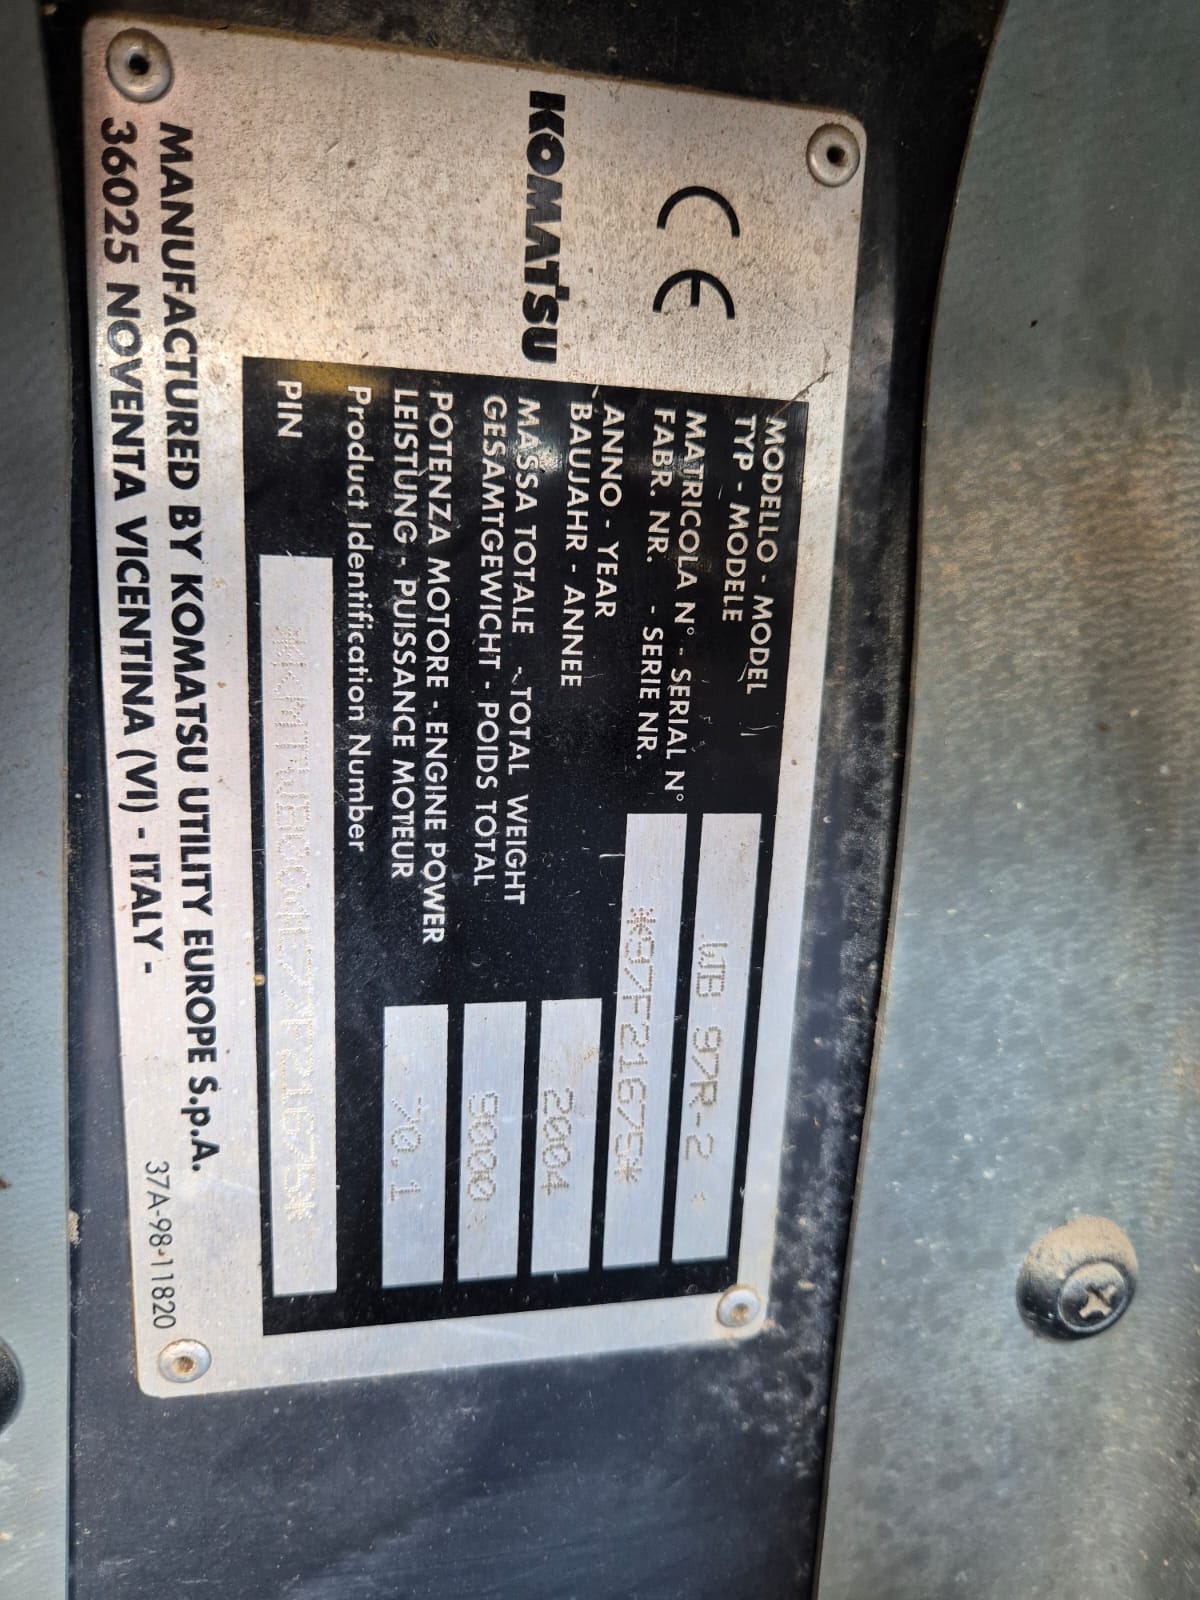 CE
KOMATSU
MODELLO - MODEL
TYP - MODELE
WB 97R-2
MATRICOLA N° - SERIAL N°
FABR. NR. - SERIE NR.
*97F21675*
ANNO - YEAR
BAUJAHR - ANNEE
2004
MASSA TOTALE - TOTAL WEIGHT
GESAMTGEWICHT - POIDS TOTAL
9000
POTENZA MOTORE - ENGINE POWER
LEISTUNG - PUISSANCE MOTEUR
70.1
Product Identification Number
PIN
MANUFACTURED BY KOMATSU UTILITY EUROPE S.p.A.
36025 NOVENTA VICENTINA (VI) - ITALY -
37A-98-11820